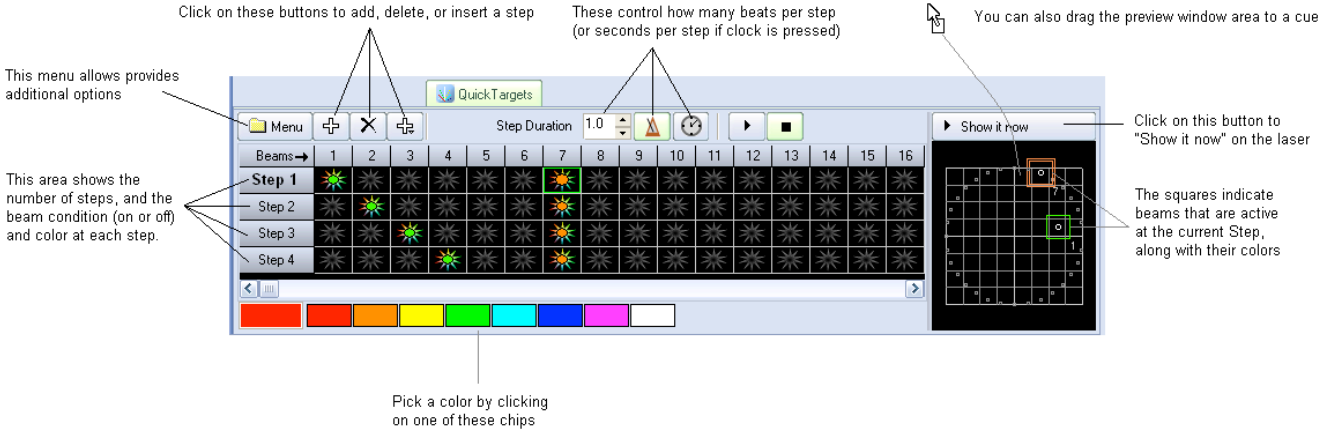 Click on these buttons to add, delete, or insert a step
These control how many beats per step
(or seconds per step if clock is pressed)
You can also drag the preview window area to a cue
This menu allows provides
additional options
QuickTargets
Menu
Step Duration
1.0
Show it now
Click on this button to
"Show it now" on the laser
Beams→ 1 2 3 4 5 6 7 8 9 10 11 12 13 14 15 16
Step 1
Step 2
Step 3
Step 4
This area shows the
number of steps, and the
beam condition (on or off)
and color at each step.
7
1
The squares indicate
beams that are active
at the current Step,
along with their colors
Pick a color by clicking
on one of these chips